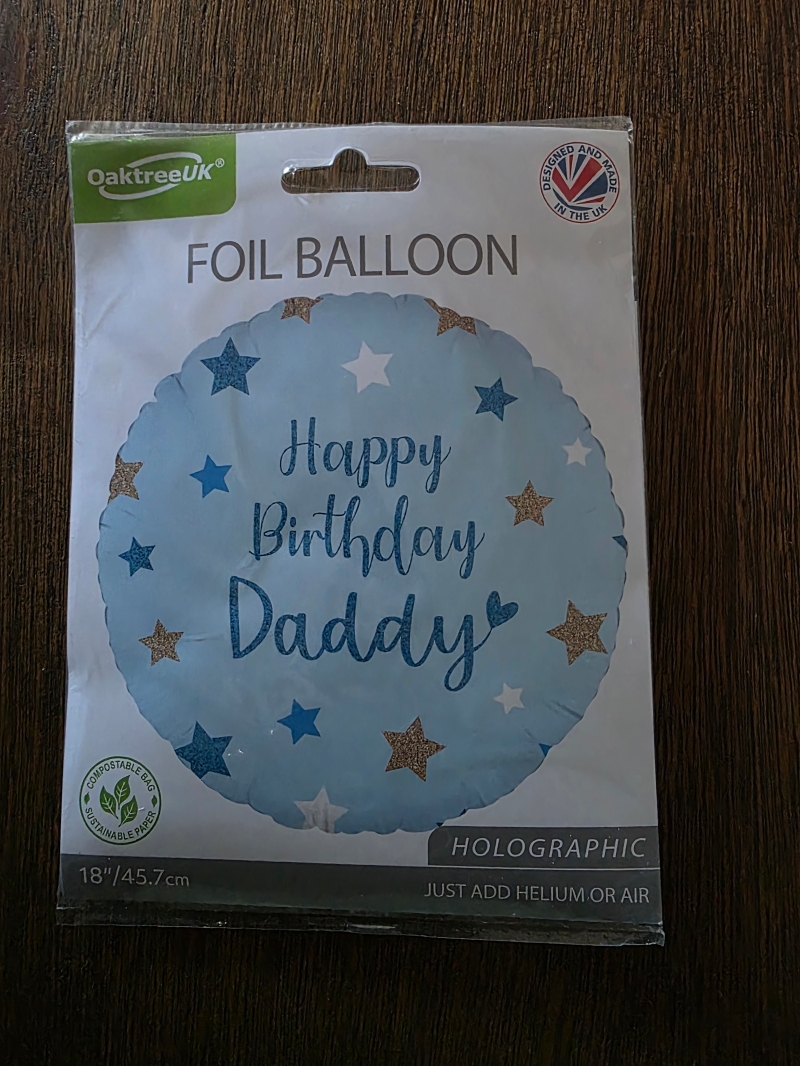 OaktreeUK®
DESIGNED AND MADE
IN THE UK
FOIL BALLOON
Happy
Birthday
Daddy
COMPOSTABLE BAG
SUSTAINABLE PAPER
HOLOGRAPHIC
18"/45.7cm
JUST ADD HELIUM OR AIR